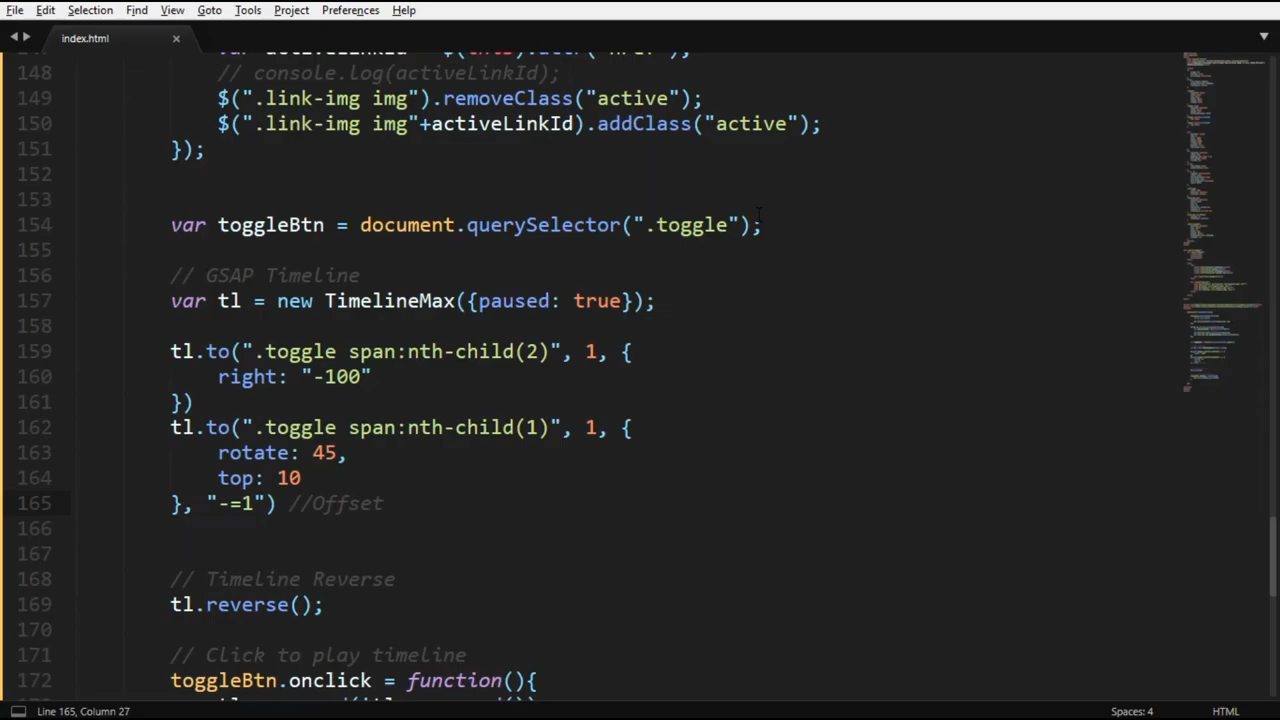 File Edit Selection Find View Goto Tools Project Preferences Help
index.html
148 // console.log(activeLinkId);
149 $(".link-img img").removeClass("active");
150 $(".link-img img"+activeLinkId).addClass("active");
151 });
152
153
154 var toggleBtn = document.querySelector(".toggle");
155
156 // GSAP Timeline
157 var tl = new TimelineMax({paused: true});
158
159 tl.to(".toggle span:nth-child(2)", 1, {
160 right: "-100"
161 })
162 tl.to(".toggle span:nth-child(1)", 1, {
163 rotate: 45,
164 top: 10
165 }, "-=1") //Offset
166
167
168 // Timeline Reverse
169 tl.reverse();
170
171 // Click to play timeline
172 toggleBtn.onclick = function(){
Line 165, Column 27 Spaces: 4 HTML